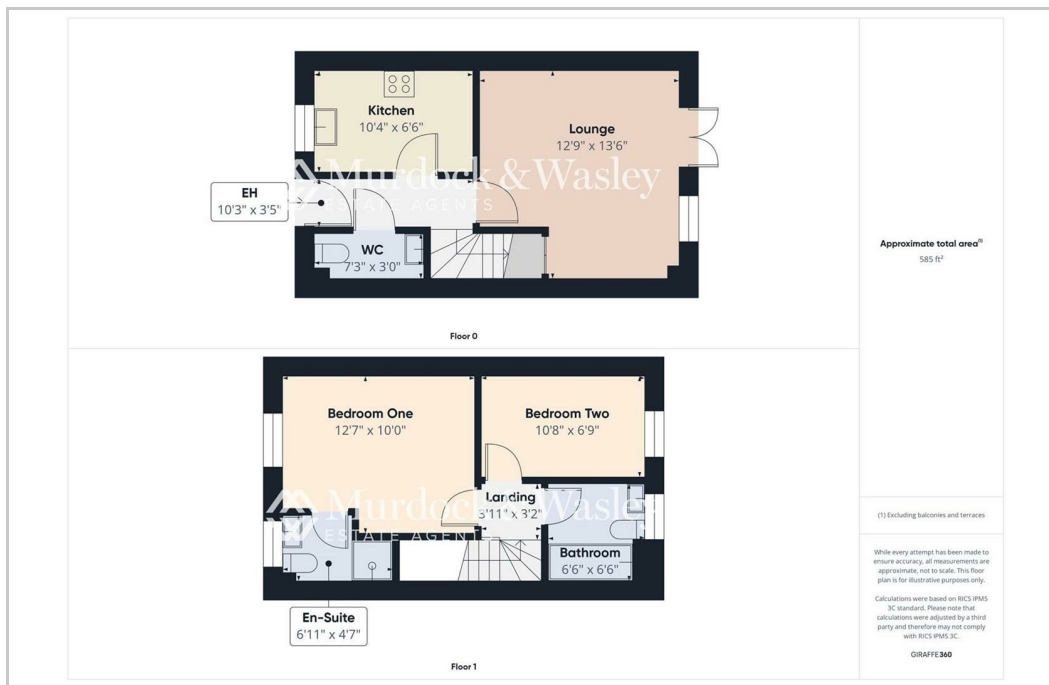 Kitchen
10'4" x 6'6"
Lounge
12'9" x 13'6"
Murdock & Wasley
ESTATE AGENTS
EH
10'3" x 3'5"
WC
7'3" x 3'0"
Floor 0
Approximate total area(1)
585 ft²
Bedroom One
12'7" x 10'0"
Bedroom Two
10'8" x 6'9"
Murdock & Wasley
ESTATE AGENTS
Landing
3'11" x 3'2"
Bathroom
6'6" x 6'6"
En-Suite
6'11" x 4'7"
Floor 1
(1) Excluding balconies and terraces
While every attempt has been made to
ensure accuracy, all measurements are
approximate, not to scale. This floor
plan is for illustrative purposes only.
Calculations were based on RICS IPMS
3C standard. Please note that
calculations were adjusted by a third
party and therefore may not comply
with RICS IPMS 3C.
GIRAFFE360